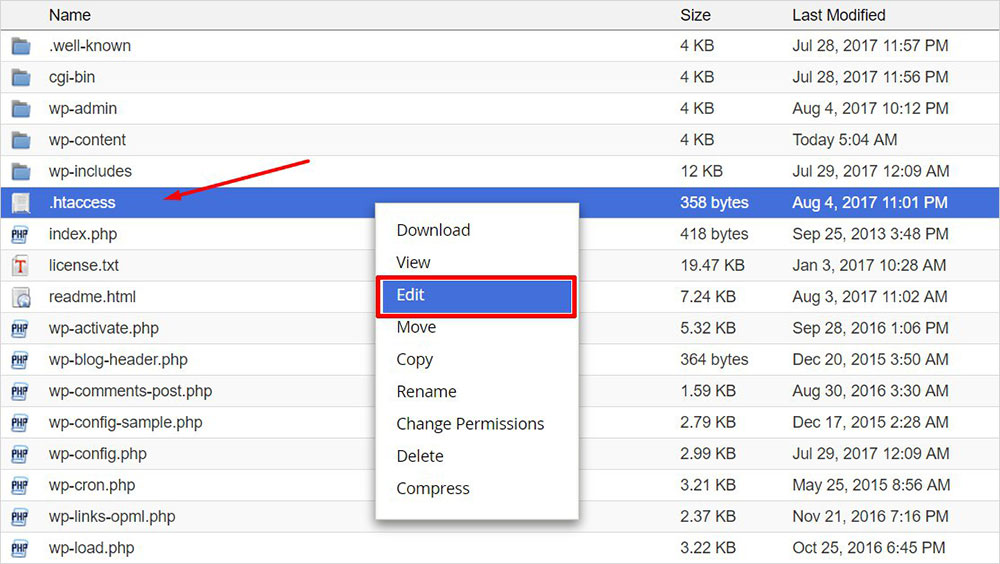 Name Size Last Modified
.well-known 4 KB Jul 28, 2017 11:57 PM
cgi-bin 4 KB Jul 28, 2017 11:56 PM
wp-admin 4 KB Aug 4, 2017 10:12 PM
wp-content 4 KB Today 5:04 AM
wp-includes 12 KB Jul 29, 2017 12:09 AM
.htaccess 358 bytes Aug 4, 2017 11:01 PM
index.php 418 bytes Sep 25, 2013 3:48 PM
license.txt 19.47 KB Jan 3, 2017 10:28 AM
readme.html 7.24 KB Aug 3, 2017 11:02 AM
wp-activate.php 5.32 KB Sep 28, 2016 1:06 PM
wp-blog-header.php 364 bytes Dec 20, 2015 3:50 AM
wp-comments-post.php 1.59 KB Aug 30, 2016 3:30 AM
wp-config-sample.php 2.79 KB Dec 17, 2015 2:28 AM
wp-config.php 2.99 KB Jul 29, 2017 12:09 AM
wp-cron.php 3.21 KB May 25, 2015 8:56 AM
wp-links-opml.php 2.37 KB Nov 21, 2016 7:16 PM
wp-load.php 3.22 KB Oct 25, 2016 6:45 PM
Download
View
Edit
Move
Copy
Rename
Change Permissions
Delete
Compress